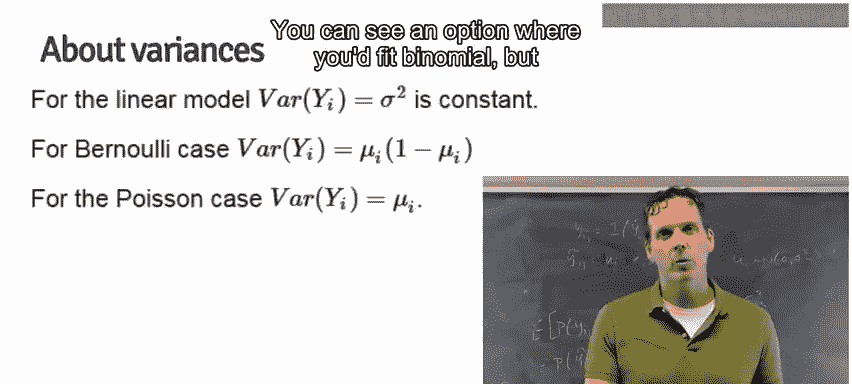 About variances
You can see an option where
you'd fit binomial, but
For the linear model Var(Y_i) = σ² is constant.
For Bernoulli case Var(Y_i) = μ_i(1 − μ_i)
For the Poisson case Var(Y_i) = μ_i.